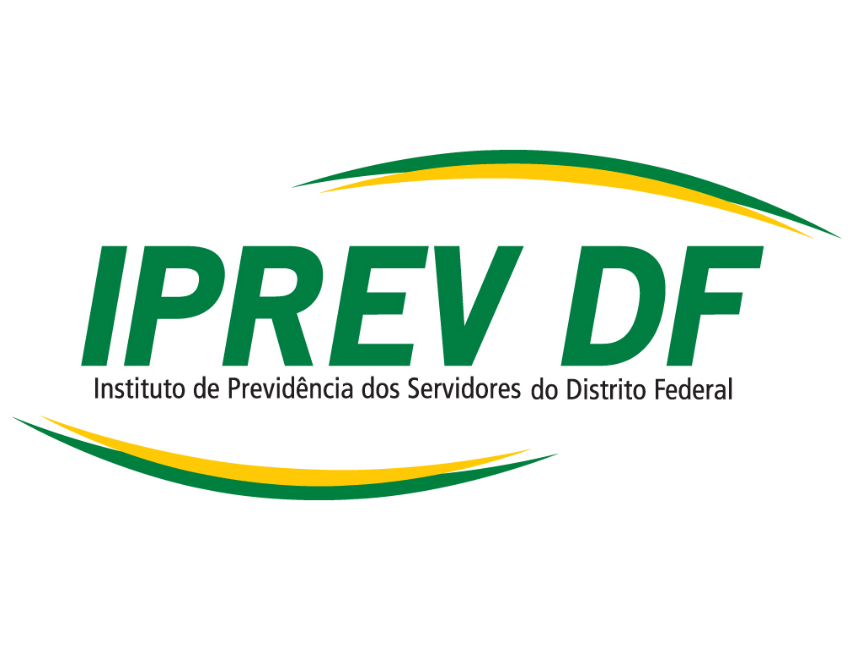 IPREV DF
Instituto de Previdência dos Servidores do Distrito Federal